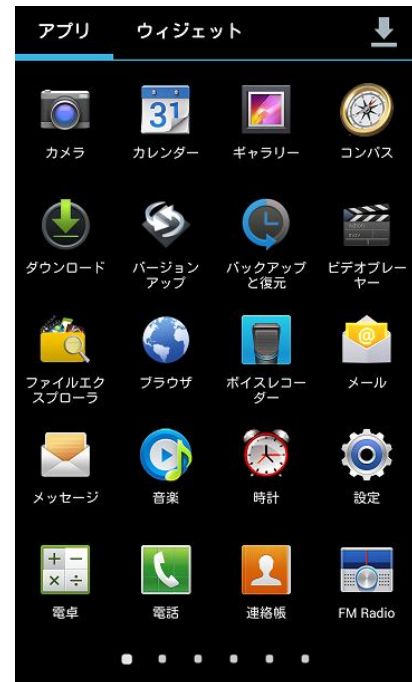 アプリ ウィジェット
31
カメラ カレンダー ギャラリー コンパス
ダウンロード バージョン バックアップ ビデオプレー
アップ と復元 ヤー
@
ファイルエク ブラウザ ボイスレコー メール
スプローラ ダー
メッセージ 音楽 時計 設定
+ −
× ÷
電卓 電話 連絡帳 FM Radio